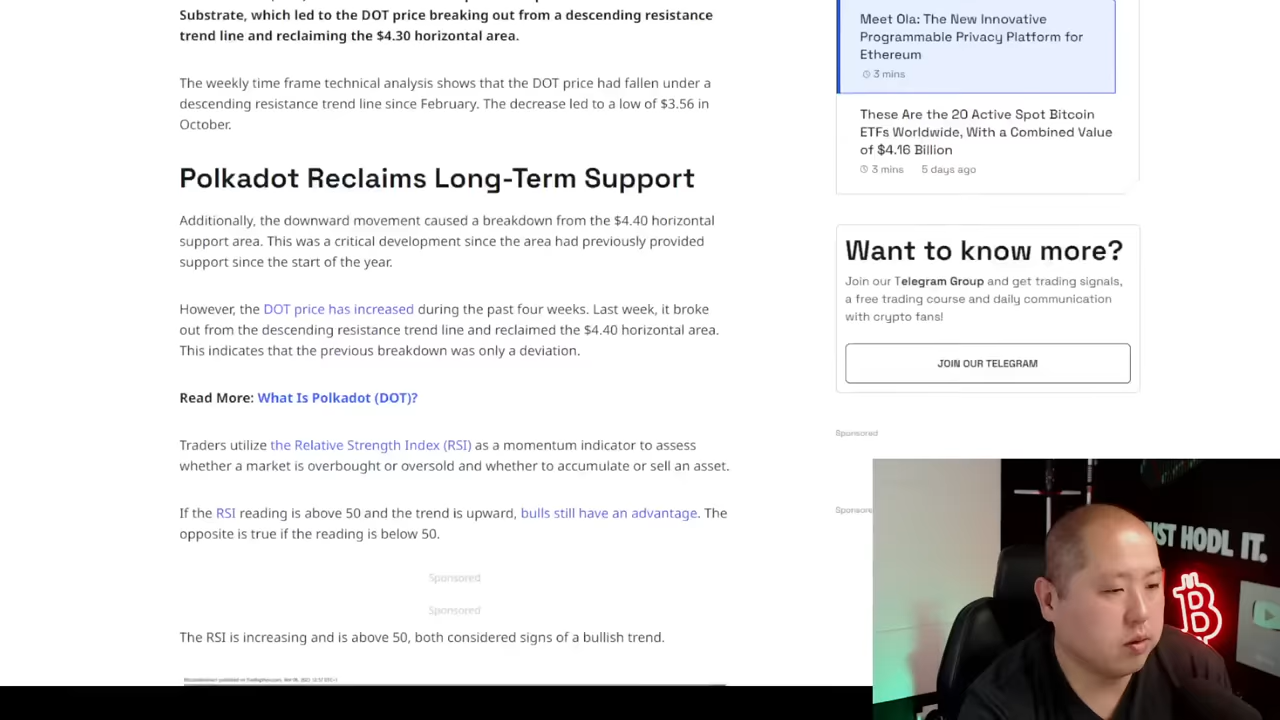 Substrate, which led to the DOT price breaking out from a descending resistance
trend line and reclaiming the $4.30 horizontal area.
The weekly time frame technical analysis shows that the DOT price had fallen under a
descending resistance trend line since February. The decrease led to a low of $3.56 in
October.
Polkadot Reclaims Long-Term Support
Additionally, the downward movement caused a breakdown from the $4.40 horizontal
support area. This was a critical development since the area had previously provided
support since the start of the year.
However, the DOT price has increased during the past four weeks. Last week, it broke
out from the descending resistance trend line and reclaimed the $4.40 horizontal area.
This indicates that the previous breakdown was only a deviation.
Read More: What Is Polkadot (DOT)?
Traders utilize the Relative Strength Index (RSI) as a momentum indicator to assess
whether a market is overbought or oversold and whether to accumulate or sell an asset.
If the RSI reading is above 50 and the trend is upward, bulls still have an advantage. The
opposite is true if the reading is below 50.
Sponsored
Sponsored
The RSI is increasing and is above 50, both considered signs of a bullish trend.
Meet Ola: The New Innovative
Programmable Privacy Platform for
Ethereum
3 mins
These Are the 20 Active Spot Bitcoin
ETFs Worldwide, With a Combined Value
of $4.16 Billion
3 mins 5 days ago
Want to know more?
Join our Telegram Group and get trading signals,
a free trading course and daily communication
with crypto fans!
JOIN OUR TELEGRAM
Sponsored
Sponsore
UST HODL IT.